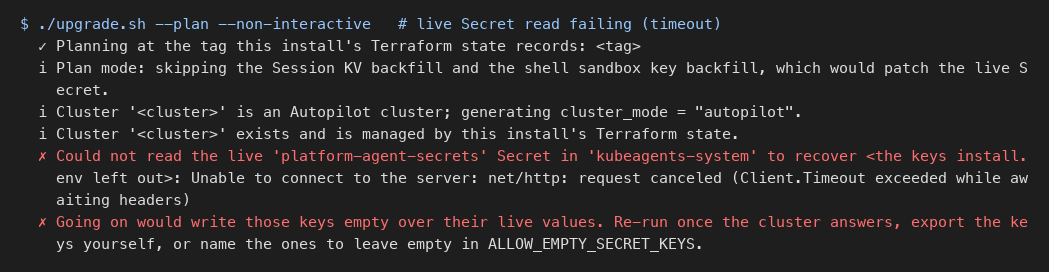 $ ./upgrade.sh --plan --non-interactive   # live Secret read failing (timeout)
✓ Planning at the tag this install's Terraform state records: <tag>
i Plan mode: skipping the Session KV backfill and the shell sandbox key backfill, which would patch the live S
ecret.
i Cluster '<cluster>' is an Autopilot cluster; generating cluster_mode = "autopilot".
i Cluster '<cluster>' exists and is managed by this install's Terraform state.
✗ Could not read the live 'platform-agent-secrets' Secret in 'kubeagents-system' to recover <the keys install.
env left out>: Unable to connect to the server: net/http: request canceled (Client.Timeout exceeded while aw
aiting headers)
✗ Going on would write those keys empty over their live values. Re-run once the cluster answers, export the ke
ys yourself, or name the ones to leave empty in ALLOW_EMPTY_SECRET_KEYS.